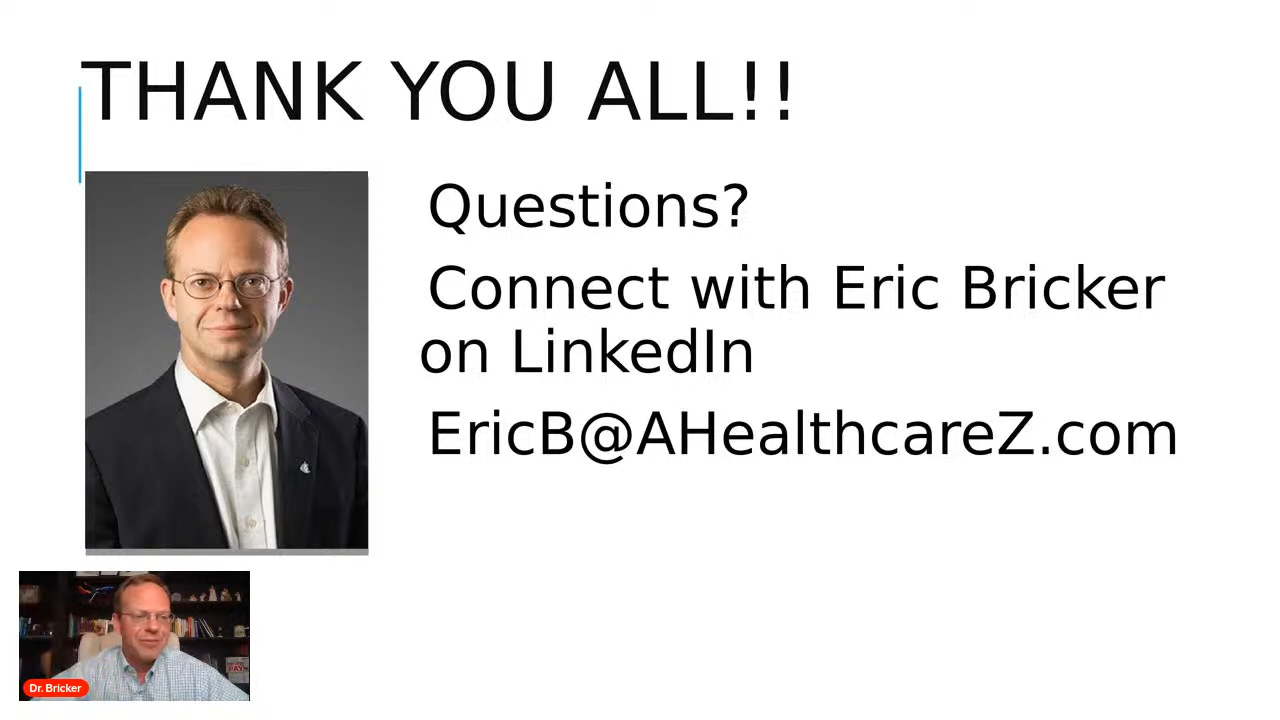 THANK YOU ALL!!
Questions?
Connect with Eric Bricker
on LinkedIn
EricB@AHealthcareZ.com
Dr. Bricker